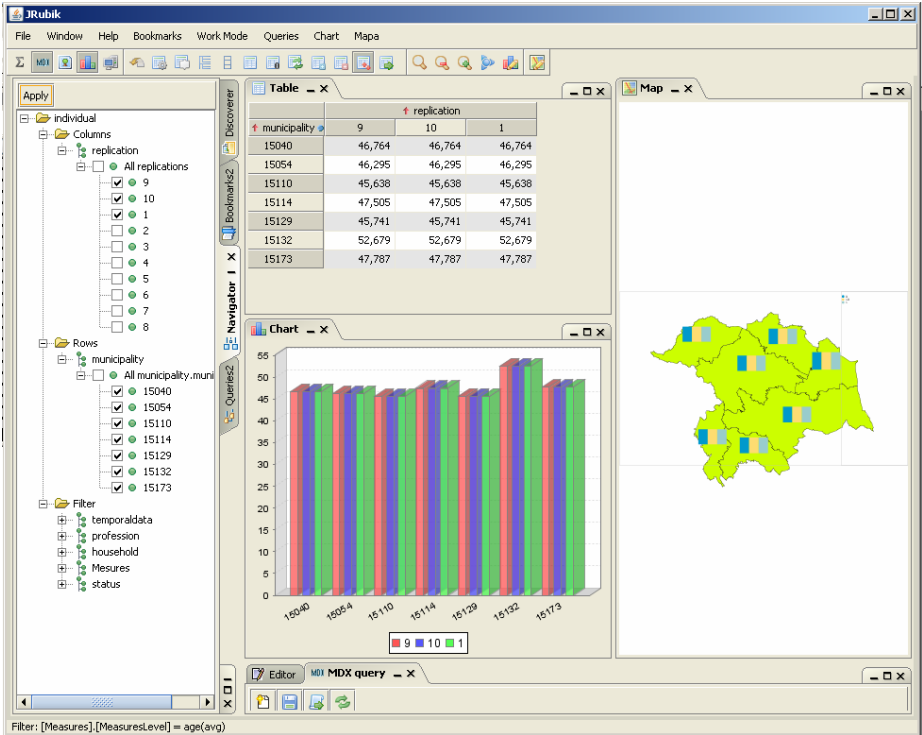 JRubik
File Window Help Bookmarks Work Mode Queries Chart Mapa
Σ MDX
Apply
individual
Columns
replication
All replications
9
10
1
2
3
4
5
6
7
8
Rows
municipality
All municipality.muni
15040
15054
15110
15114
15129
15132
15173
Filter
temporaldata
profession
household
Mesures
status
Discoverer
Bookmarks2
Navigator
Queries2
Table
replication
municipality 9 10 1
15040 46,764 46,764 46,764
15054 46,295 46,295 46,295
15110 45,638 45,638 45,638
15114 47,505 47,505 47,505
15129 45,741 45,741 45,741
15132 52,679 52,679 52,679
15173 47,787 47,787 47,787
Chart
55
50
45
40
35
30
25
20
15
10
5
0
15040 15054 15110 15114 15129 15132 15173
9 10 1
Map
Editor MDX MDX query
Filter: [Measures].[MeasuresLevel] = age(avg)